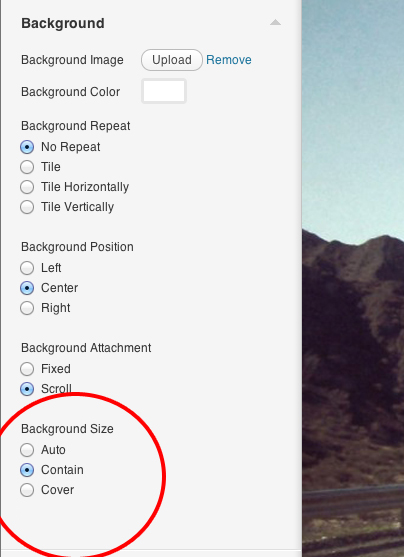 Background
Background Image Upload Remove
Background Color
Background Repeat
No Repeat
Tile
Tile Horizontally
Tile Vertically
Background Position
Left
Center
Right
Background Attachment
Fixed
Scroll
Background Size
Auto
Contain
Cover